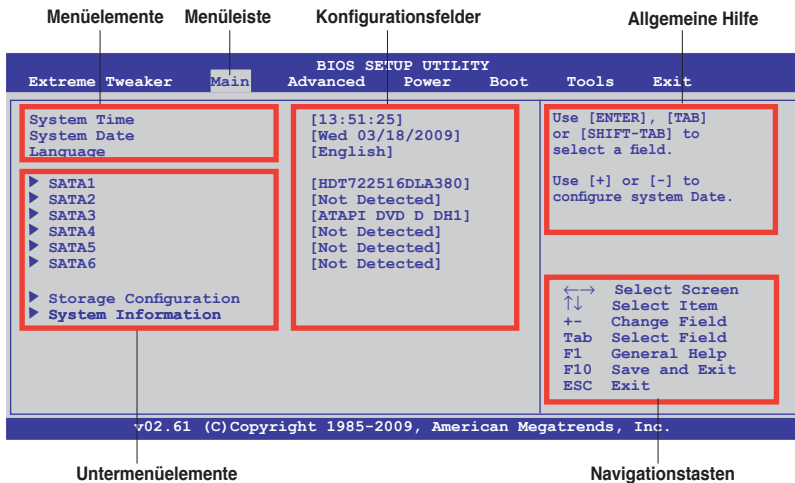 Menüelemente Menüleiste Konfigurationsfelder Allgemeine Hilfe
BIOS SETUP UTILITY
Extreme Tweaker Main Advanced Power Boot Tools Exit
System Time [13:51:25]
System Date [Wed 03/18/2009]
Language [English]
SATA1 [HDT722516DLA380]
SATA2 [Not Detected]
SATA3 [ATAPI DVD D DH1]
SATA4 [Not Detected]
SATA5 [Not Detected]
SATA6 [Not Detected]
Storage Configuration
System Information
Use [ENTER], [TAB]
or [SHIFT-TAB] to
select a field.
Use [+] or [-] to
configure system Date.
←→ Select Screen
↑↓ Select Item
+- Change Field
Tab Select Field
F1 General Help
F10 Save and Exit
ESC Exit
v02.61 (C)Copyright 1985-2009, American Megatrends, Inc.
Untermenüelemente Navigationstasten